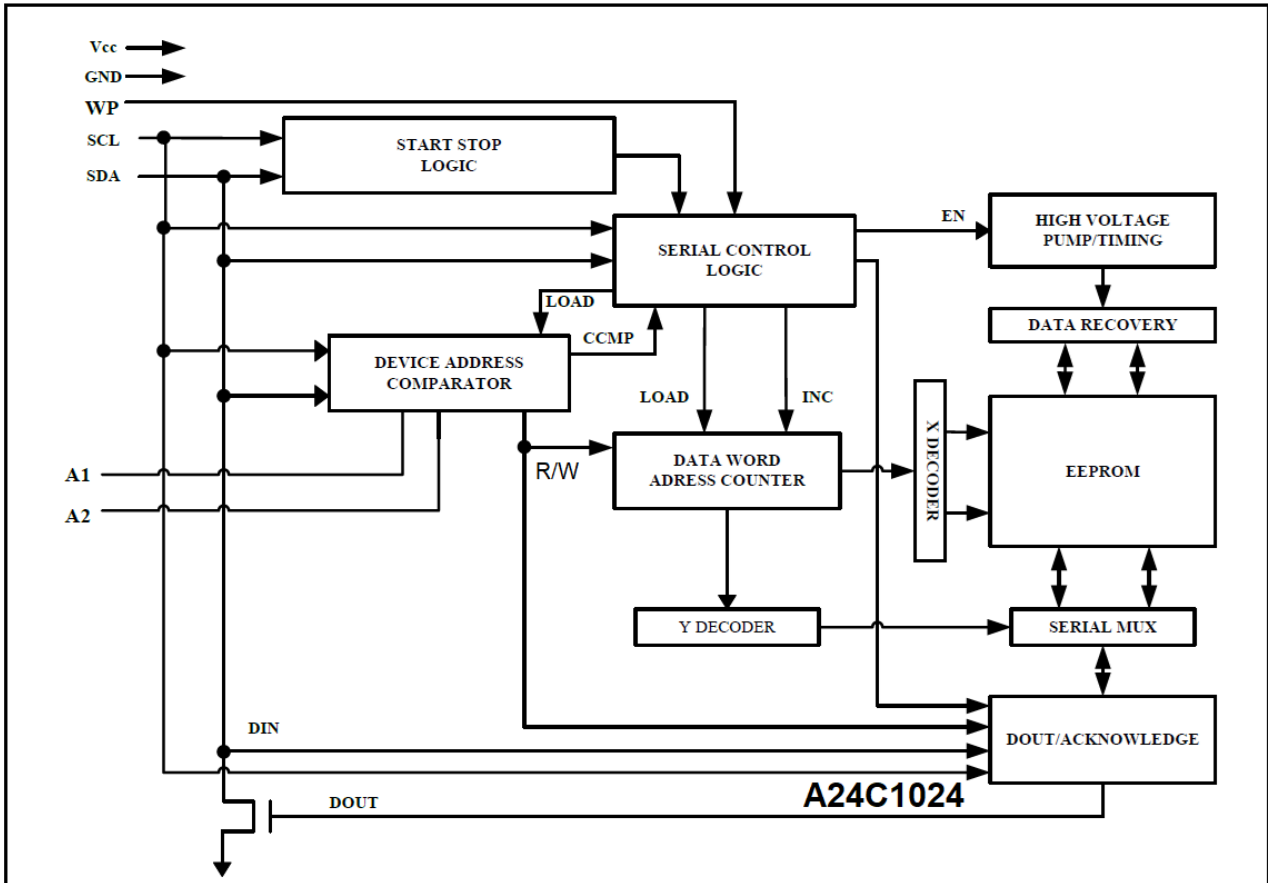 Vcc
GND
WP
SCL
SDA
START STOP
LOGIC
SERIAL CONTROL
LOGIC
EN
HIGH VOLTAGE
PUMP/TIMING
LOAD
CCMP
DATA RECOVERY
DEVICE ADDRESS
COMPARATOR
LOAD
INC
X DECODER
EEPROM
A1
A2
R/W
DATA WORD
ADRESS COUNTER
Y DECODER
SERIAL MUX
DIN
DOUT/ACKNOWLEDGE
A24C1024
DOUT